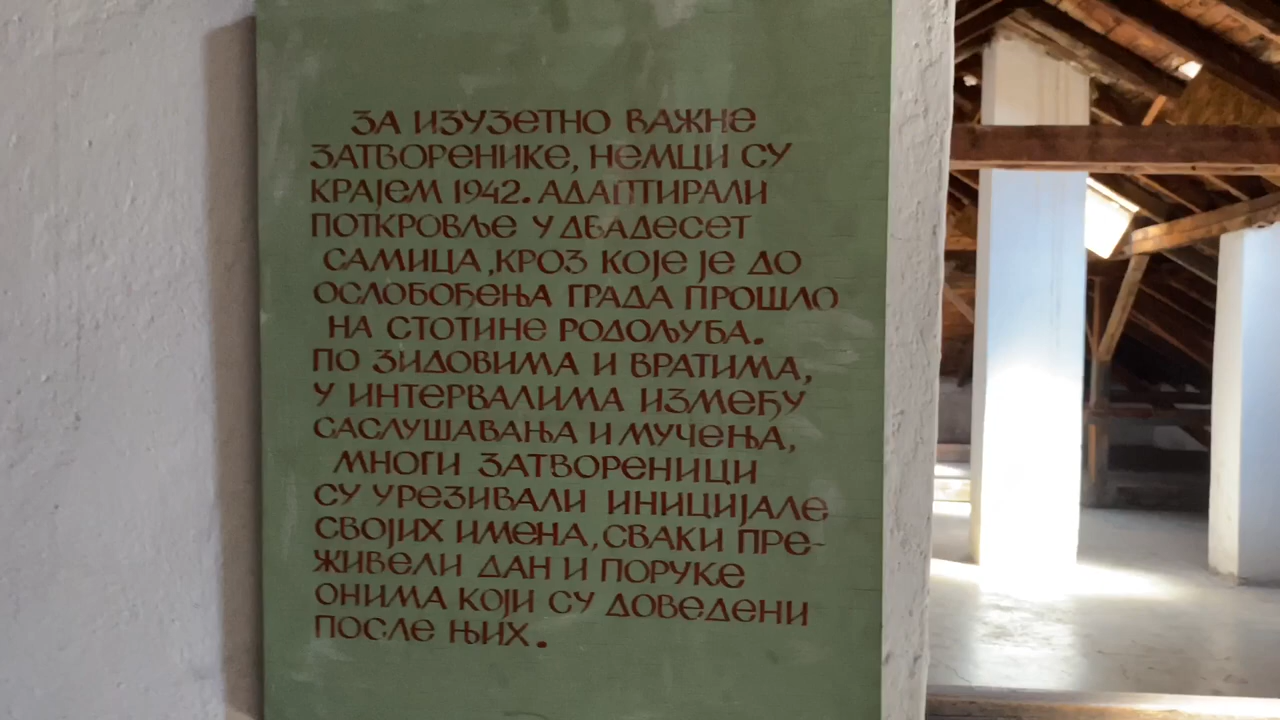 ЗА ИЗУЗЕТНО ВАЖНЕ
ЗАТВОРЕНИКЕ, НЕМЦИ СУ
КРАЈЕМ 1942. АДАПТИРАЛИ
ПОТКРОВЉЕ У ДВАДЕСЕТ
САМИЦА, КРОЗ КОЈЕ ЈЕ ДО
ОСЛОБОЂЕЊА ГРАДА ПРОШЛО
НА СТОТИНЕ РОДОЉУБА.
ПО ЗИДОВИМА И ВРАТИМА,
У ИНТЕРВАЛИМА ИЗМЕЂУ
САСЛУШАВАЊА И МУЧЕЊА,
МНОГИ ЗАТВОРЕНИЦИ
СУ УРЕЗИВАЛИ ИНИЦИЈАЛЕ
СВОЈИХ ИМЕНА, СВАКИ ПРЕ-
ЖИВЕЛИ ДАН И ПОРУКЕ
ОНИМА КОЈИ СУ ДОВЕДЕНИ
ПОСЛЕ ЊИХ.